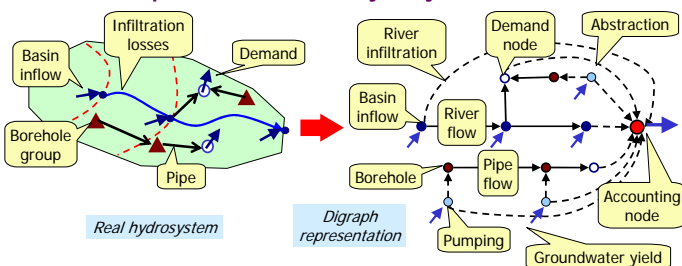 Infiltration
losses
Basin
inflow
Demand
Borehole
group
Pipe
Real hydrosystem
River
infiltration
Demand
node
Abstraction
Basin
inflow
River
flow
Borehole
Pipe
flow
Accounting
node
Digraph
representation
Pumping
Groundwater yield